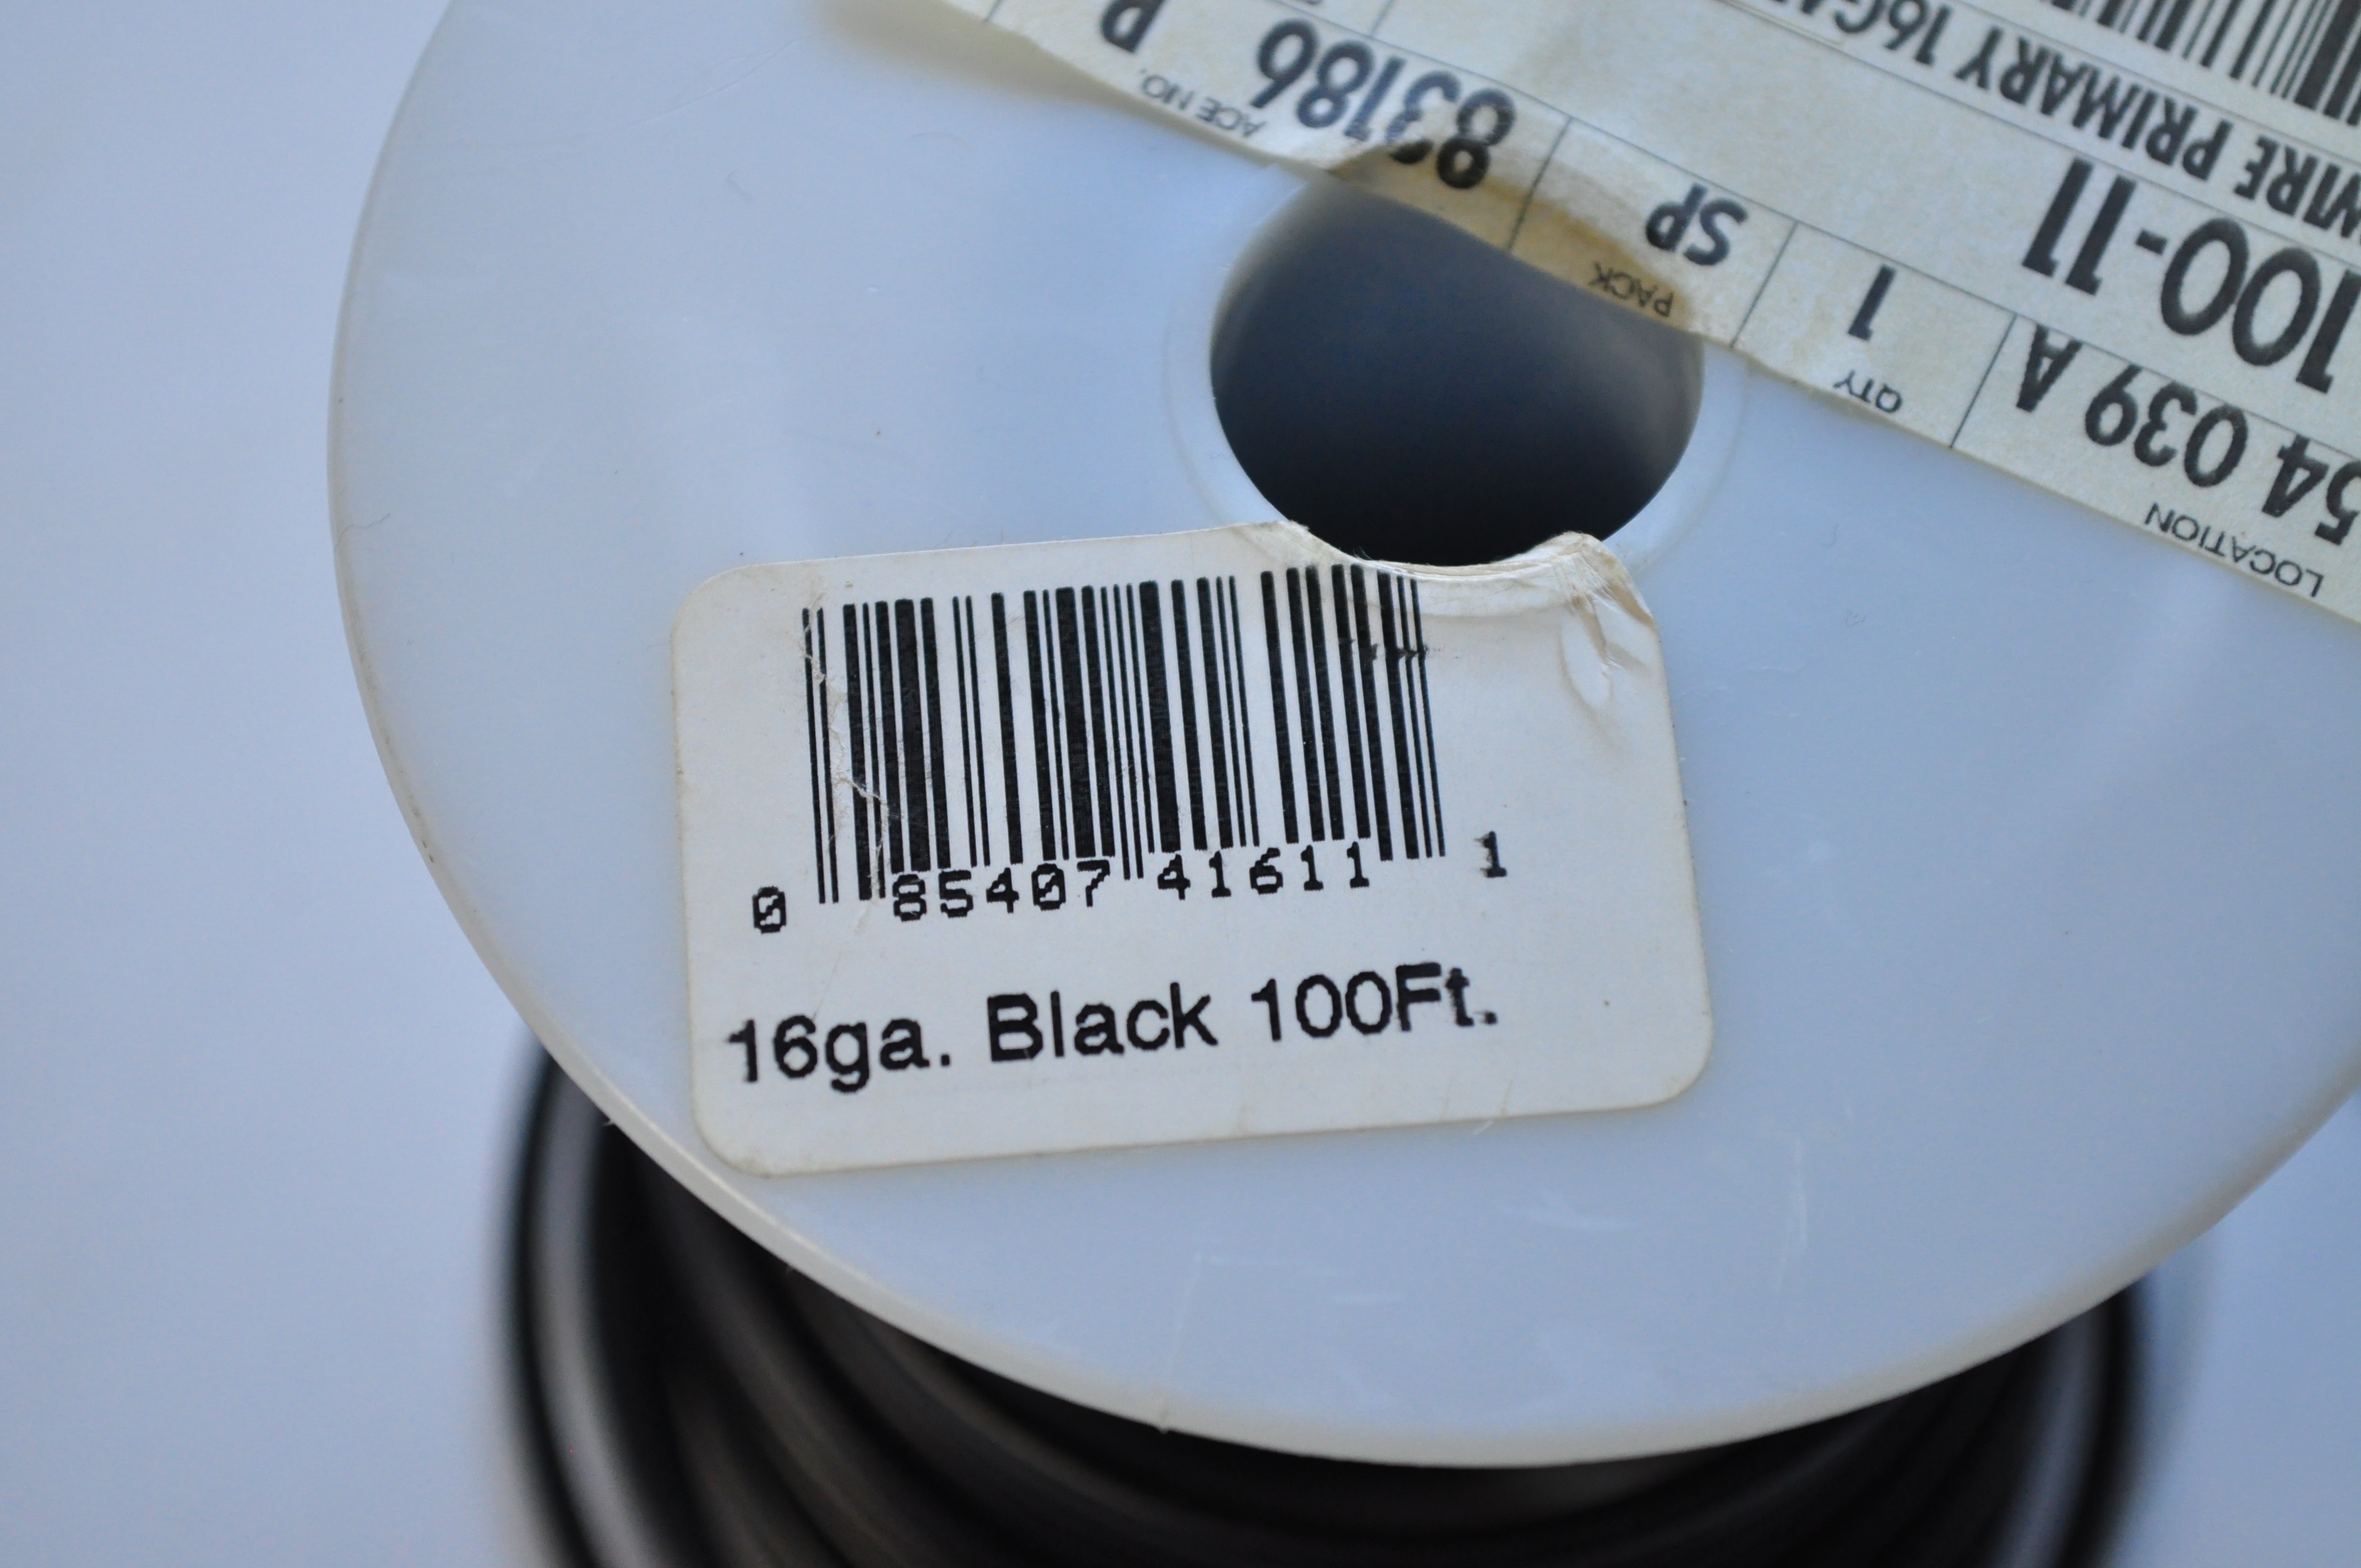 0 85407 41611 1
16ga. Black 100Ft.
WIRE PRIMARY
100-11
LOCATION QTY PACK ACE NO.
54 039 A 1 SP 83186